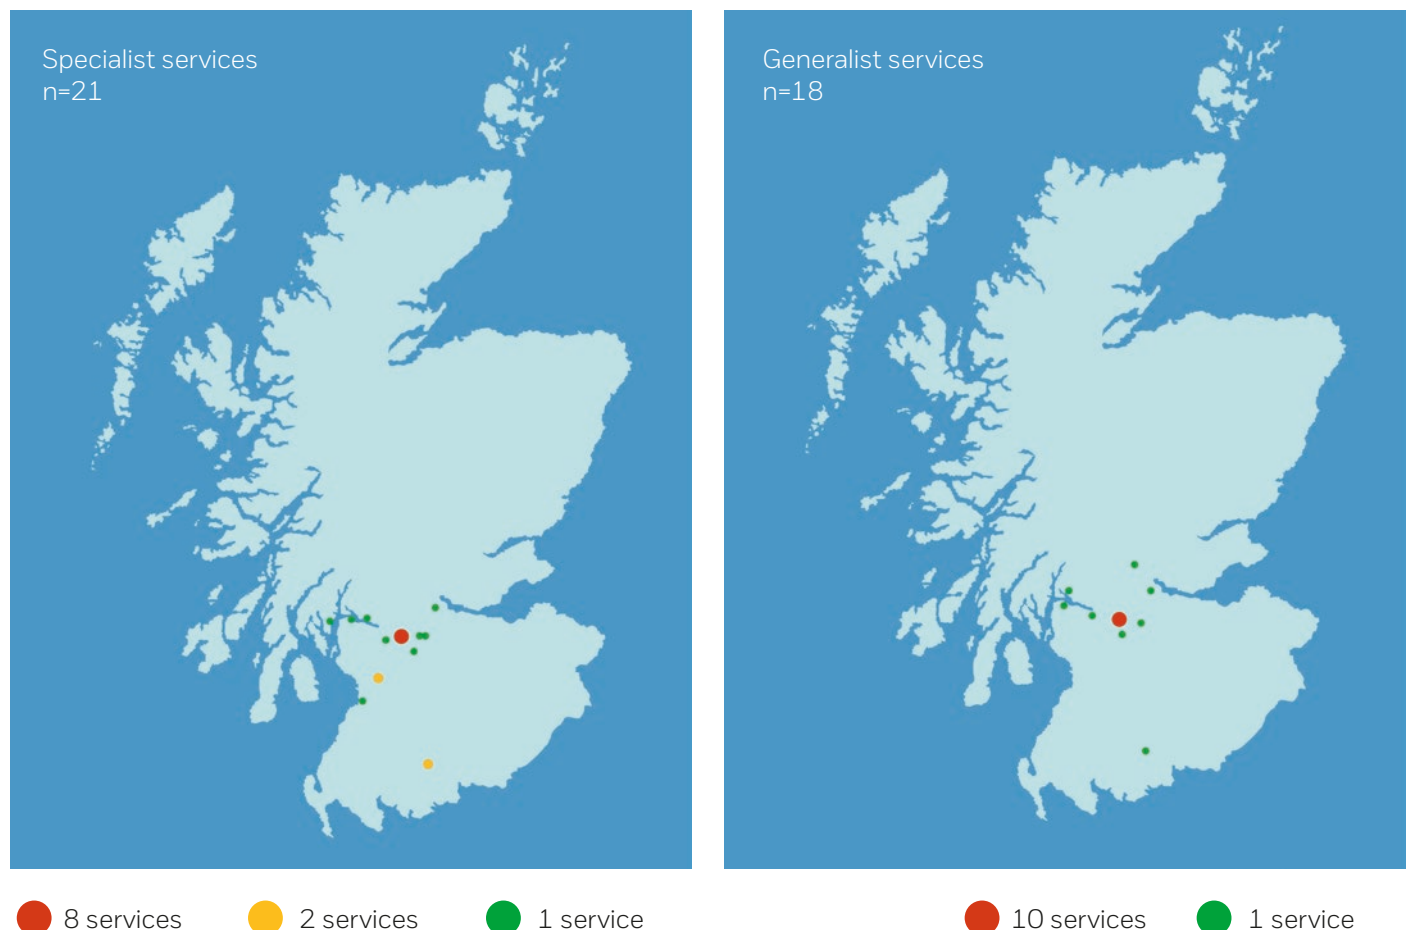 Specialist services
n=21
Generalist services
n=18
8 services
2 services
1 service
10 services
1 service